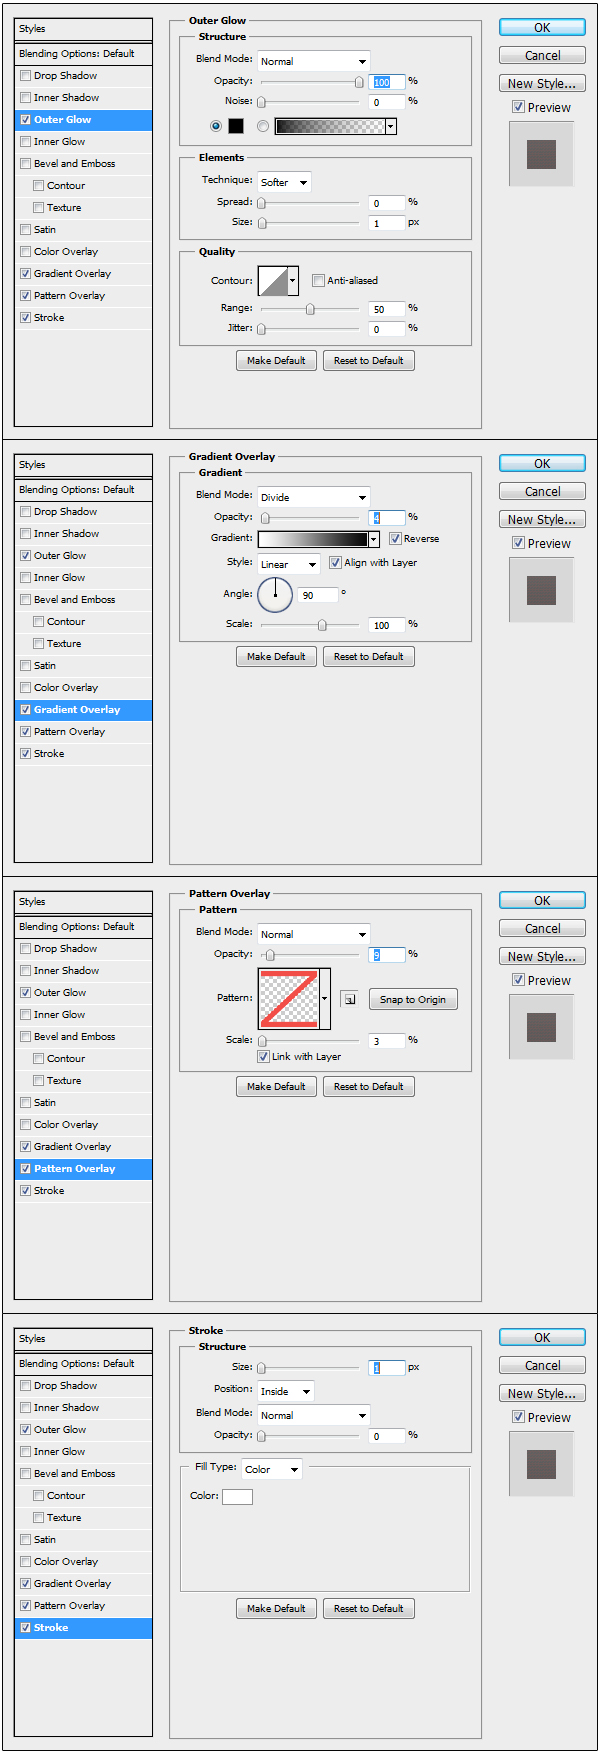 Styles
Blending Options: Default
Drop Shadow
Inner Shadow
Outer Glow
Inner Glow
Bevel and Emboss
Contour
Texture
Satin
Color Overlay
Gradient Overlay
Pattern Overlay
Stroke
Outer Glow
Structure
Blend Mode: Normal
Opacity: 100 %
Noise: 0 %
Elements
Technique: Softer
Spread: 0 %
Size: 1 px
Quality
Contour: Anti-aliased
Range: 50 %
Jitter: 0 %
Make Default Reset to Default
OK
Cancel
New Style...
Preview
Styles
Blending Options: Default
Drop Shadow
Inner Shadow
Outer Glow
Inner Glow
Bevel and Emboss
Contour
Texture
Satin
Color Overlay
Gradient Overlay
Pattern Overlay
Stroke
Gradient Overlay
Gradient
Blend Mode: Divide
Opacity: 4 %
Gradient: Reverse
Style: Linear Align with Layer
Angle: 90 °
Scale: 100 %
Make Default Reset to Default
OK
Cancel
New Style...
Preview
Styles
Blending Options: Default
Drop Shadow
Inner Shadow
Outer Glow
Inner Glow
Bevel and Emboss
Contour
Texture
Satin
Color Overlay
Gradient Overlay
Pattern Overlay
Stroke
Pattern Overlay
Pattern
Blend Mode: Normal
Opacity: 9 %
Pattern: Snap to Origin
Scale: 3 %
Link with Layer
Make Default Reset to Default
OK
Cancel
New Style...
Preview
Styles
Blending Options: Default
Drop Shadow
Inner Shadow
Outer Glow
Inner Glow
Bevel and Emboss
Contour
Texture
Satin
Color Overlay
Gradient Overlay
Pattern Overlay
Stroke
Stroke
Structure
Size: 1 px
Position: Inside
Blend Mode: Normal
Opacity: 0 %
Fill Type: Color
Color:
Make Default Reset to Default
OK
Cancel
New Style...
Preview